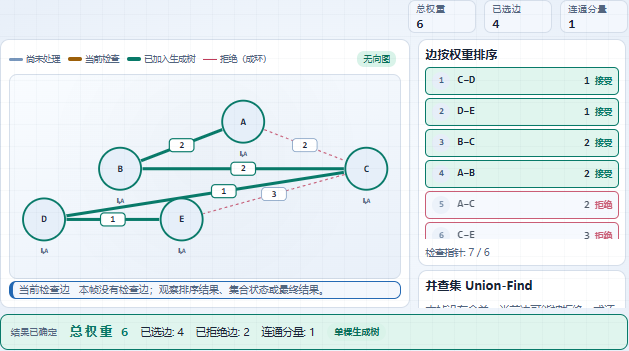 总权重
6
已选边
4
连通分量
1
尚未处理
当前检查
已加入生成树
拒绝（成环）
无向图
A
2
2
B
2
C
1
3
D
1
E
当前检查边 本帧没有检查边；观察排序结果、集合状态或最终结果。
边按权重排序
1 C–D 1 接受
2 D–E 1 接受
3 B–C 2 接受
4 A–B 2 接受
5 A–C 2 拒绝
6 C–E 3 拒绝
检查指针: 7 / 6
并查集 Union-Find
结果已确定 总权重 6 已选边: 4 已拒绝边: 2 连通分量: 1 单棵生成树